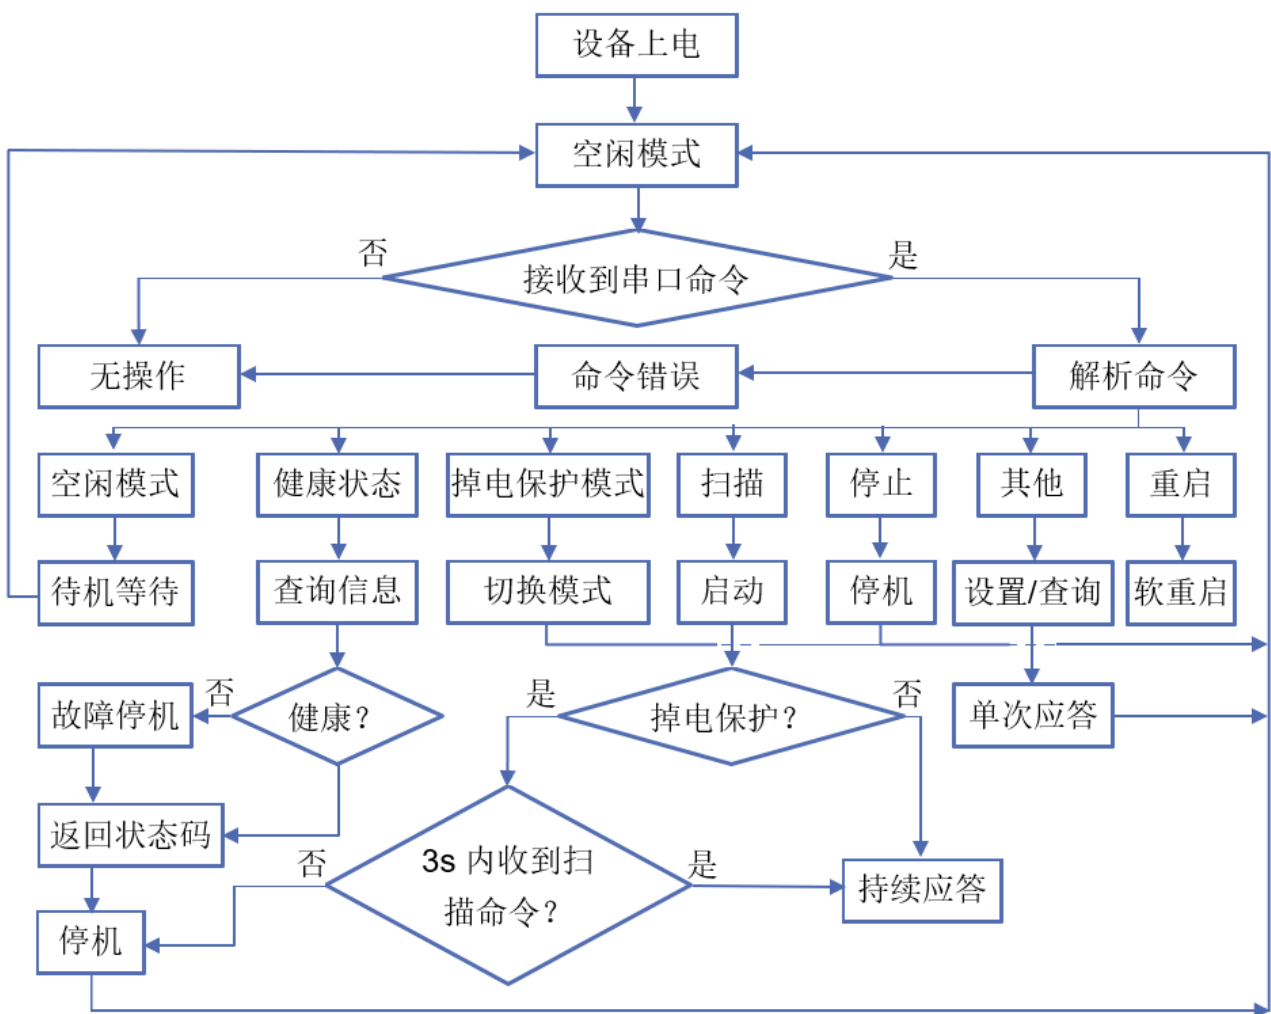 设备上电
空闲模式
否
是
接收到串口命令
无操作
命令错误
解析命令
空闲模式
健康状态
掉电保护模式
扫描
停止
其他
重启
待机等待
查询信息
切换模式
启动
停机
设置/查询
软重启
故障停机
否
健康？
是
掉电保护？
否
单次应答
返回状态码
否
3s 内收到扫
描命令？
是
持续应答
停机